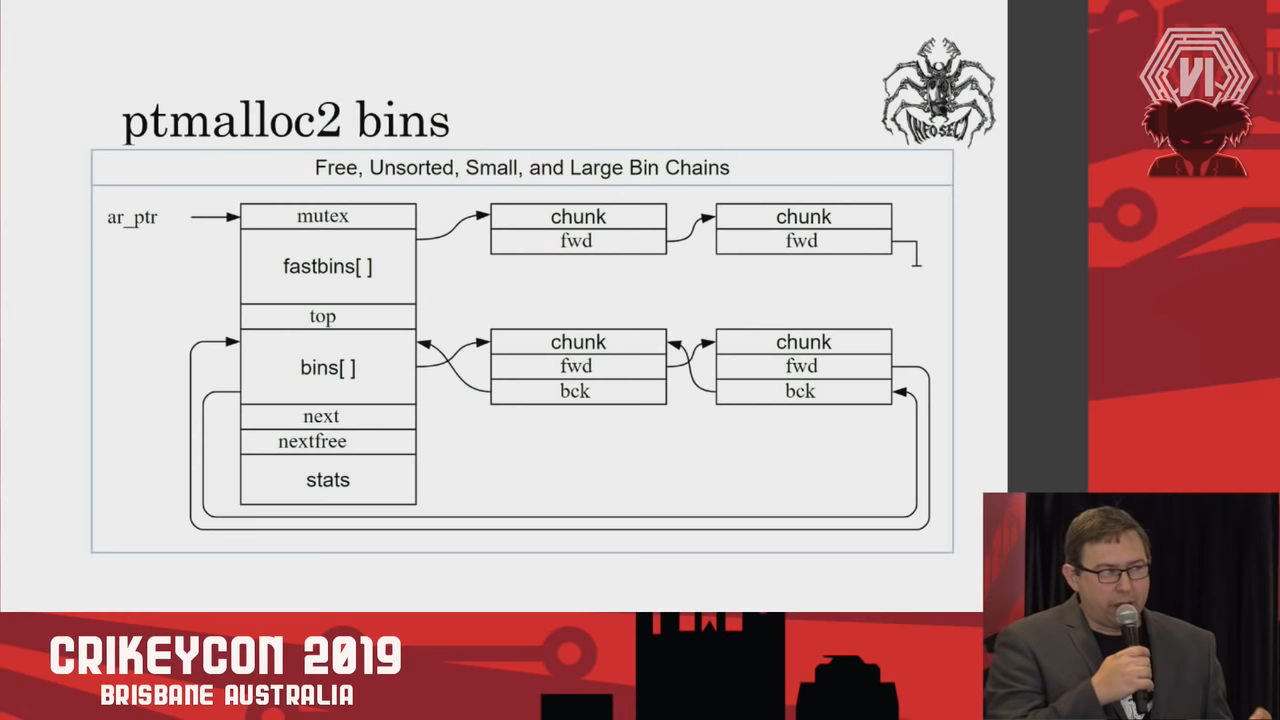 ptmalloc2 bins
INFOSECT
VI
Free, Unsorted, Small, and Large Bin Chains
ar_ptr
mutex
fastbins[ ]
top
bins[ ]
next
nextfree
stats
chunk
fwd
chunk
fwd
chunk
fwd
bck
chunk
fwd
bck
CRIKEYCON 2019
BRISBANE AUSTRALIA